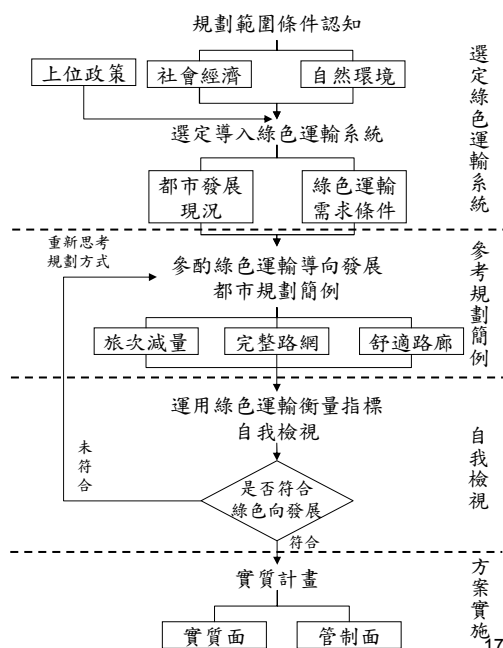 規劃範圍條件認知
上位政策
社會經濟
自然環境
選定導入綠色運輸系統
都市發展
現況
綠色運輸
需求條件
選定綠色運輸系統
重新思考
規劃方式
參酌綠色運輸導向發展
都市規劃簡例
旅次減量
完整路網
舒適路廊
參考規劃簡例
運用綠色運輸衡量指標
自我檢視
未符合
是否符合
綠色向發展
符合
自我檢視
實質計畫
實質面
管制面
方案實施
17